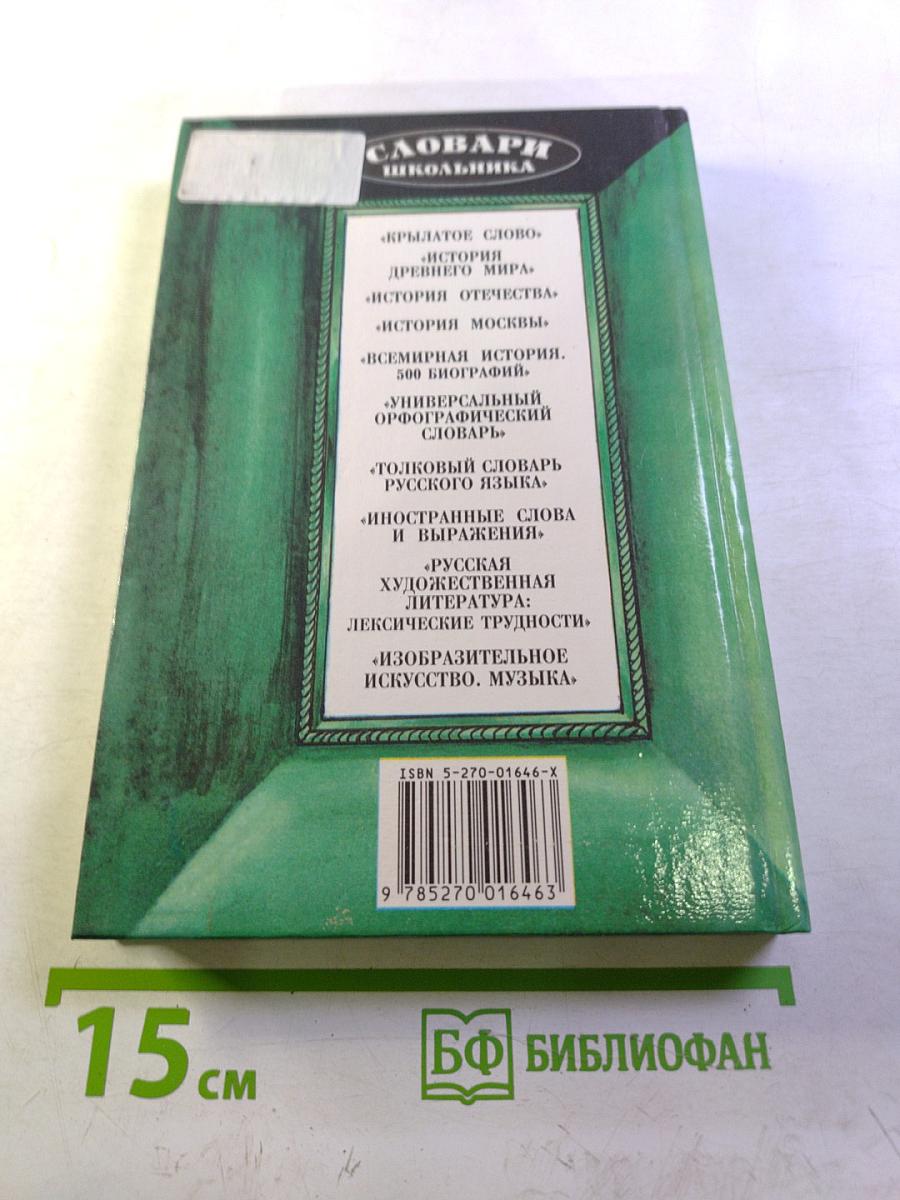 СЛОВАРИ
ШКОЛЬНИКА
«КРЫЛАТОЕ СЛОВО»
«ИСТОРИЯ
ДРЕВНЕГО МИРА»
«ИСТОРИЯ ОТЕЧЕСТВА»
«ИСТОРИЯ МОСКВЫ»
«ВСЕМИРНАЯ ИСТОРИЯ.
500 БИОГРАФИЙ»
«УНИВЕРСАЛЬНЫЙ
ОРФОГРАФИЧЕСКИЙ
СЛОВАРЬ»
«ТОЛКОВЫЙ СЛОВАРЬ
РУССКОГО ЯЗЫКА»
«ИНОСТРАННЫЕ СЛОВА
И ВЫРАЖЕНИЯ»
«РУССКАЯ
ХУДОЖЕСТВЕННАЯ
ЛИТЕРАТУРА:
ЛЕКСИЧЕСКИЕ ТРУДНОСТИ»
«ИЗОБРАЗИТЕЛЬНОЕ
ИСКУССТВО. МУЗЫКА»
ISBN 5-270-01646-X
9 785270 016463
15 см
БФ БИБЛИОФАН